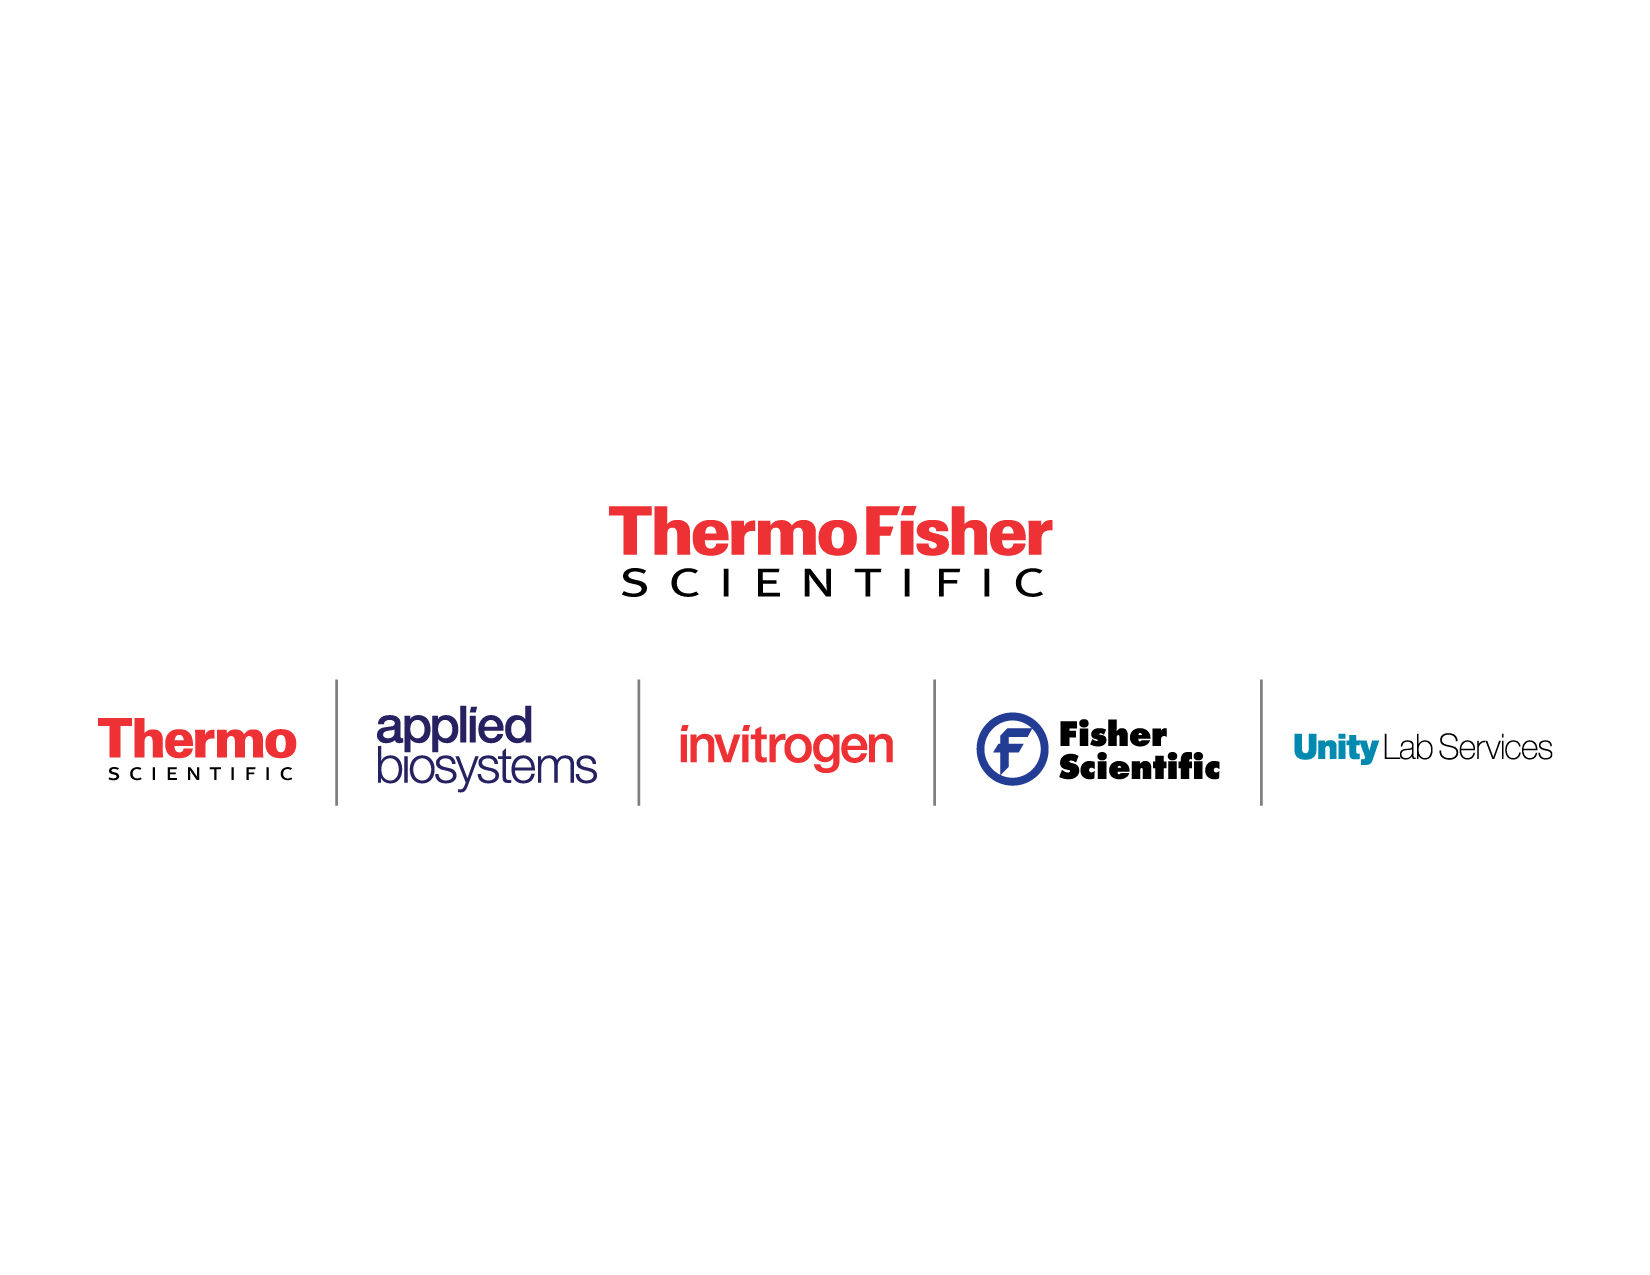 ThermoFisher
SCIENTIFIC
Thermo
SCIENTIFIC
applied
biosystems
invitrogen
Fisher
Scientific
Unity Lab Services